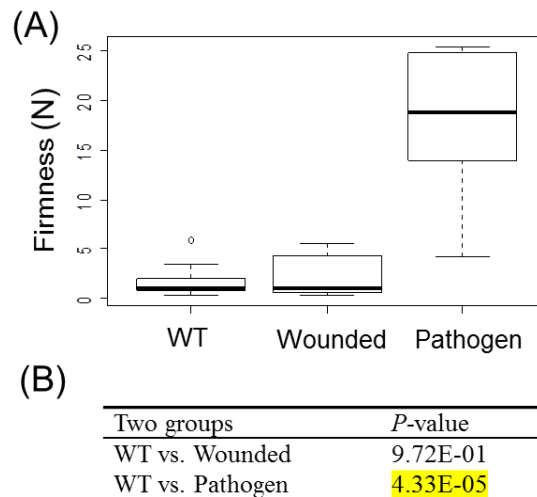 (A)
Firmness (N)
25
20
15
10
5
0
WT Wounded Pathogen
(B)
Two groups P-value
WT vs. Wounded 9.72E-01
WT vs. Pathogen 4.33E-05